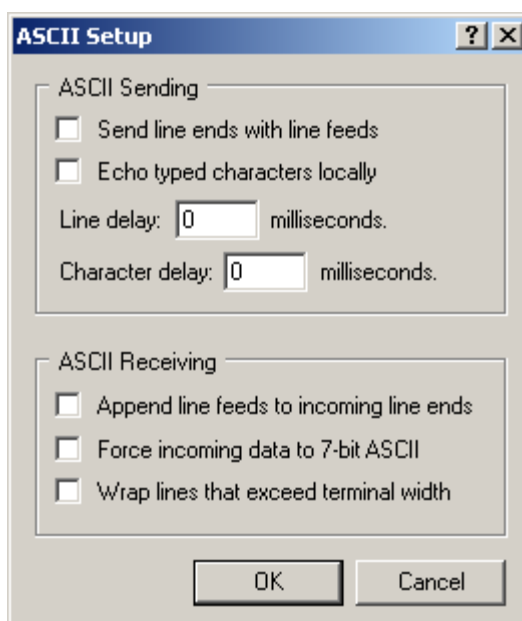 ASCII Setup
ASCII Sending
Send line ends with line feeds
Echo typed characters locally
Line delay: 0 milliseconds.
Character delay: 0 milliseconds.
ASCII Receiving
Append line feeds to incoming line ends
Force incoming data to 7-bit ASCII
Wrap lines that exceed terminal width
OK Cancel